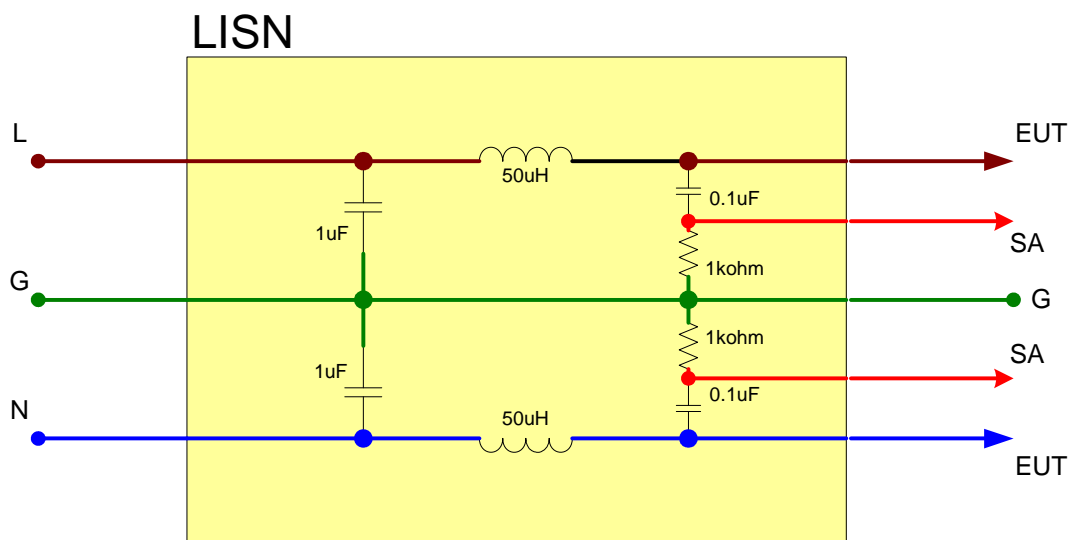 LISN
L
EUT
50uH
0.1uF
1uF
SA
1kohm
G
G
1kohm
SA
1uF
0.1uF
N
50uH
EUT